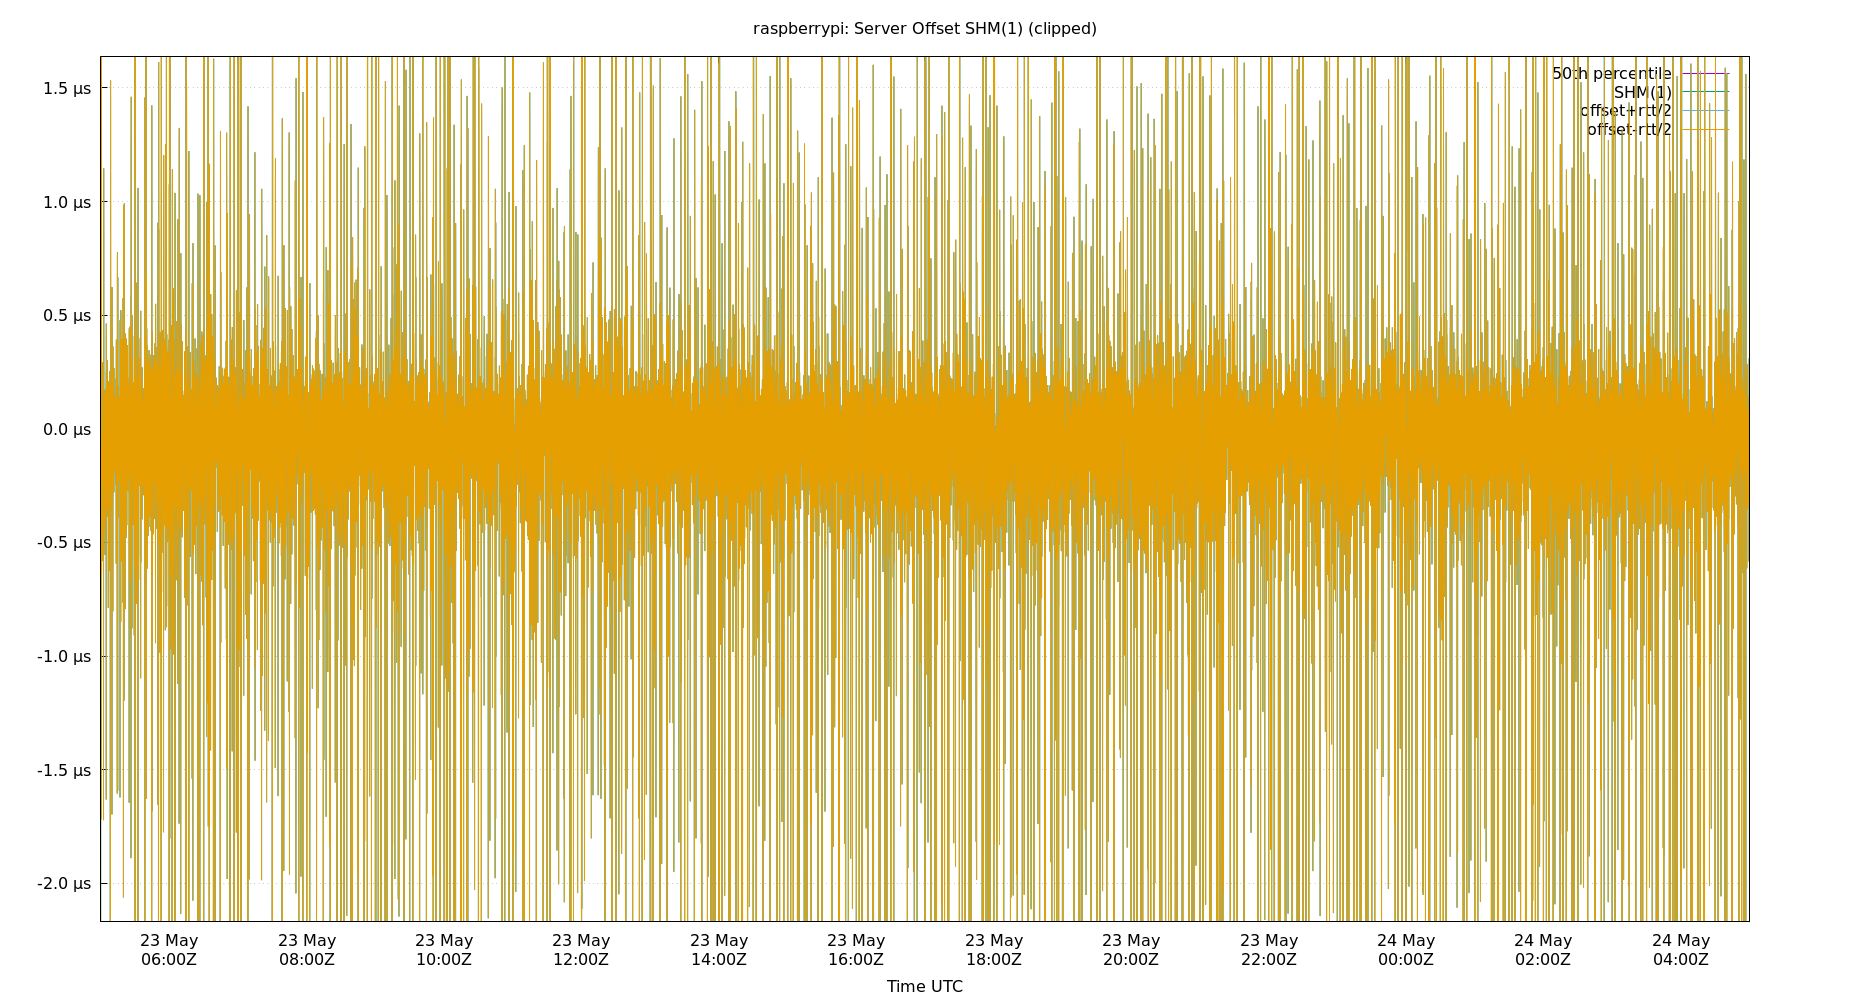 raspberrypi: Server Offset SHM(1) (clipped)
50th percentile
SHM(1)
offset+rtt/2
offset-rtt/2
1.5 µs
1.0 µs
0.5 µs
0.0 µs
-0.5 µs
-1.0 µs
-1.5 µs
-2.0 µs
23 May 23 May 23 May 23 May 23 May 23 May 23 May 23 May 23 May 24 May 24 May 24 May
06:00Z 08:00Z 10:00Z 12:00Z 14:00Z 16:00Z 18:00Z 20:00Z 22:00Z 00:00Z 02:00Z 04:00Z
Time UTC